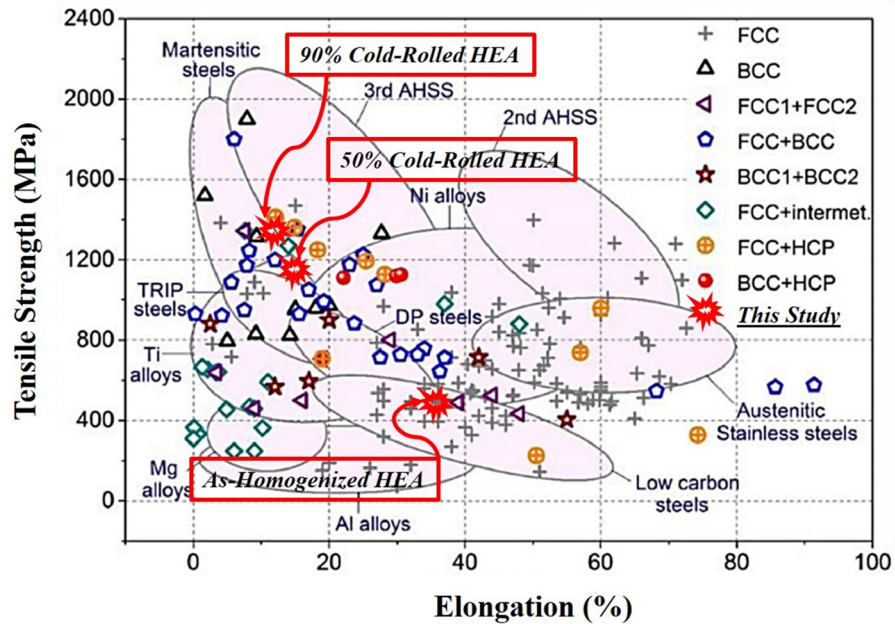 2400
2000
1600
1200
800
400
0
0
20
40
60
80
100
Tensile Strength (MPa)
Elongation (%)
Martensitic
steels
90% Cold-Rolled HEA
3rd AHSS
2nd AHSS
50% Cold-Rolled HEA
Ni alloys
TRIP
steels
DP steels
Ti
alloys
Mg
alloys
As-Homogenized HEA
Al alloys
Low carbon
steels
Austenitic
Stainless steels
FCC
BCC
FCC1+FCC2
FCC+BCC
BCC1+BCC2
FCC+intermet.
FCC+HCP
BCC+HCP
This Study